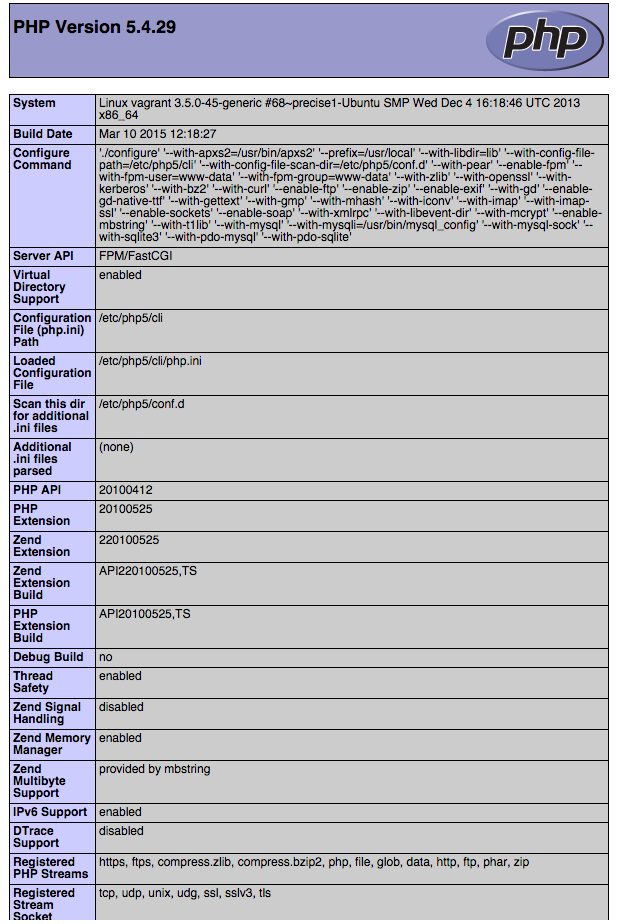 PHP Version 5.4.29
php
System
Linux vagrant 3.5.0-45-generic #68~precise1-Ubuntu SMP Wed Dec 4 16:18:46 UTC 2013
x86_64
Build Date
Mar 10 2015 12:18:27
Configure
Command
'./configure' '--with-apxs2=/usr/bin/apxs2' '--prefix=/usr/local' '--with-libdir=lib' '--with-config-file-
path=/etc/php5/cli' '--with-config-file-scan-dir=/etc/php5/conf.d' '--with-pear' '--enable-fpm' '--
with-fpm-user=www-data' '--with-fpm-group=www-data' '--with-zlib' '--with-openssl' '--with-
kerberos' '--with-bz2' '--with-curl' '--enable-ftp' '--enable-zip' '--enable-exif' '--with-gd' '--enable-
gd-native-ttf' '--with-gettext' '--with-gmp' '--with-mhash' '--with-iconv' '--with-imap' '--with-imap-
ssl' '--enable-sockets' '--enable-soap' '--with-xmlrpc' '--with-libevent-dir' '--with-mcrypt' '--enable-
mbstring' '--with-t1lib' '--with-mysql' '--with-mysqli=/usr/bin/mysql_config' '--with-mysql-sock' '--
with-sqlite3' '--with-pdo-mysql' '--with-pdo-sqlite'
Server API
FPM/FastCGI
Virtual
Directory
Support
enabled
Configuration
File (php.ini)
Path
/etc/php5/cli
Loaded
Configuration
File
/etc/php5/cli/php.ini
Scan this dir
for additional
.ini files
/etc/php5/conf.d
Additional
.ini files
parsed
(none)
PHP API
20100412
PHP
Extension
20100525
Zend
Extension
220100525
Zend
Extension
Build
API220100525,TS
PHP
Extension
Build
API20100525,TS
Debug Build
no
Thread
Safety
enabled
Zend Signal
Handling
disabled
Zend Memory
Manager
enabled
Zend
Multibyte
Support
provided by mbstring
IPv6 Support
enabled
DTrace
Support
disabled
Registered
PHP Streams
https, ftps, compress.zlib, compress.bzip2, php, file, glob, data, http, ftp, phar, zip
Registered
Stream
Socket
tcp, udp, unix, udg, ssl, sslv3, tls